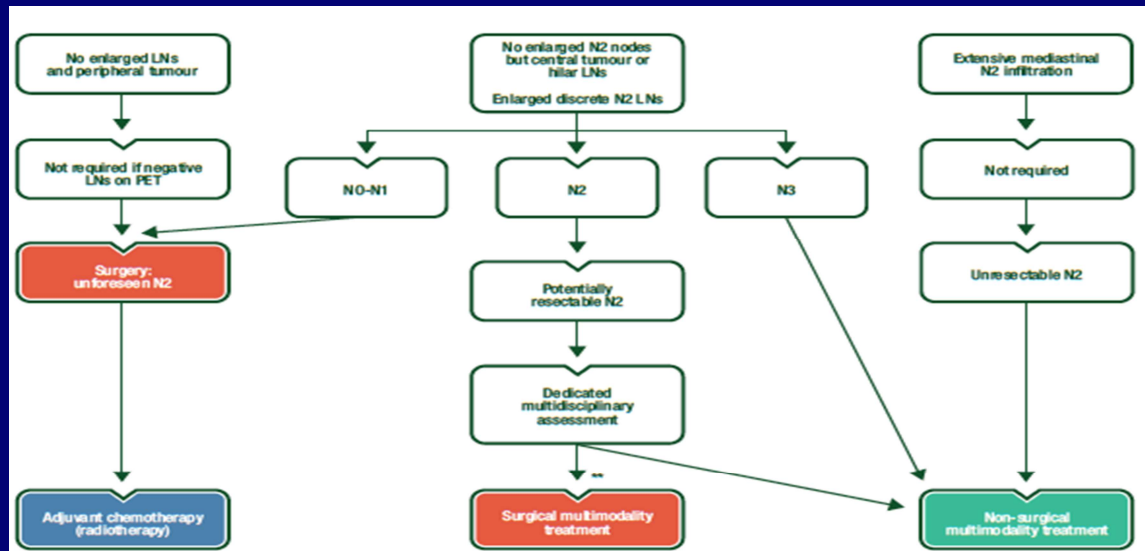 No enlarged LNs
and peripheral tumour
No enlarged N2 nodes
but central tumour or
hilar LNs
Enlarged discrete N2 LNs
Extensive mediastinal
N2 infiltration
Not required if negative
LNs on PET
N0-N1
N2
N3
Not required
Surgery:
unforeseen N2
Potentially
resectable N2
Unresectable N2
Dedicated
multidisciplinary
assessment
**
Adjuvant chemotherapy
(radiotherapy)
Surgical multimodality
treatment
Non-surgical
multimodality treatment